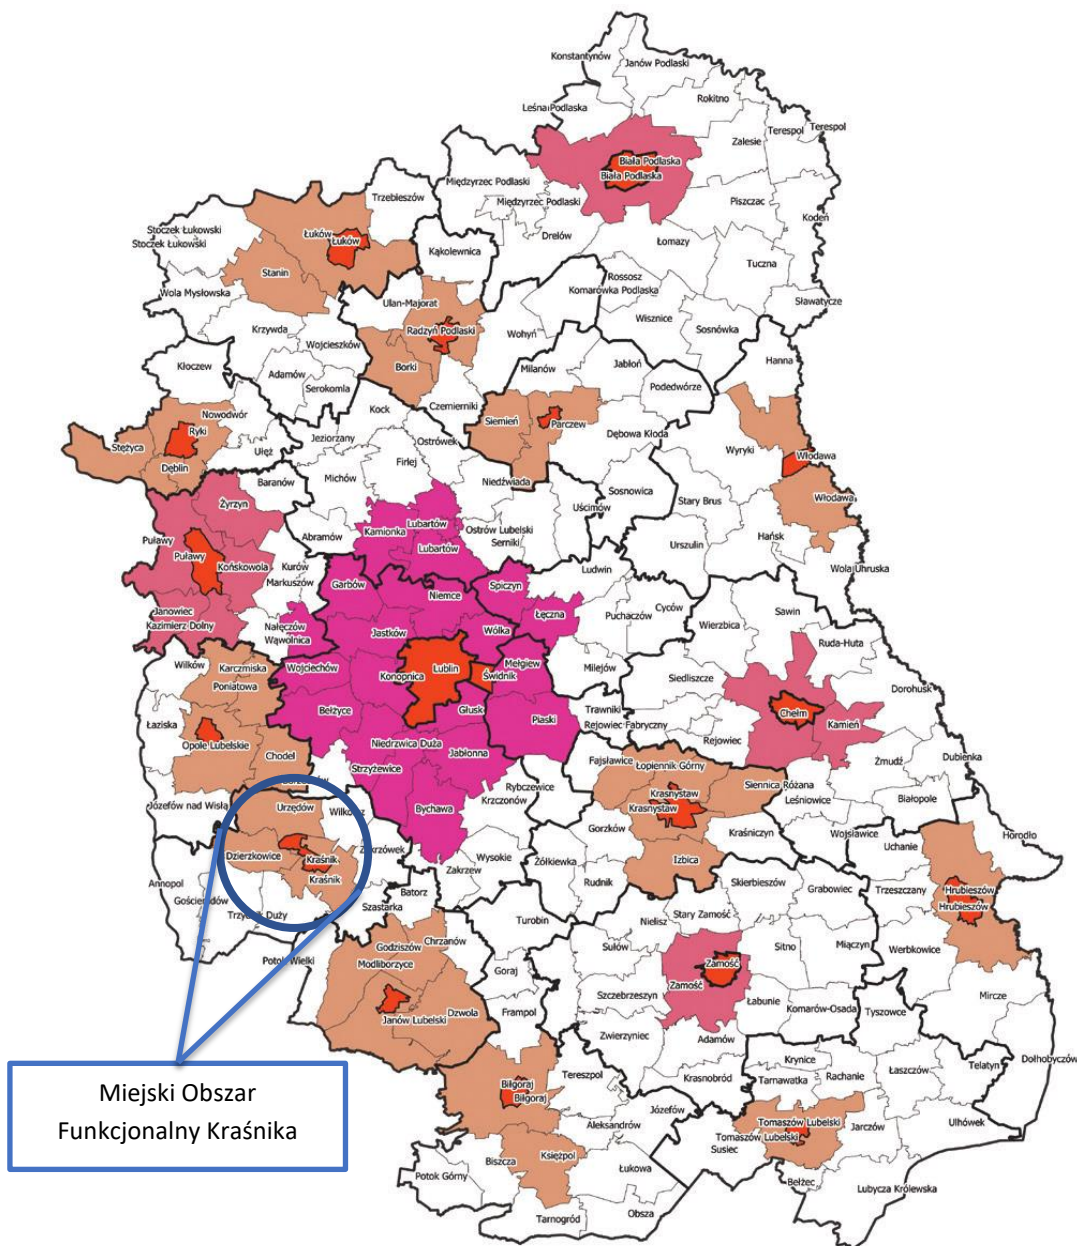 Konstantynów
Janów Podlaski
Rokitno
Leśna Podlaska
Terespol
Terespol
Zalesie
Biała Podlaska
Biała Podlaska
Międzyrzec Podlaski
Międzyrzec Podlaski
Piszczac
Kodeń
Trzebieszów
Drelów
Łomazy
Tuczna
Stoczek Łukowski
Stoczek Łukowski
Łuków
Łuków
Kąkolewnica
Stanin
Rossosz
Komarówka Podlaska
Sławatycze
Wola Mysłowska
Ulan-Majorat
Wisznice
Sosnówka
Krzywda
Radzyń Podlaski
Wohyń
Wojcieszków
Hanna
Kłoczew
Adamów
Borki
Milanów
Jabłoń
Podedwórze
Serokomla
Czemierniki
Nowodwór
Kock
Siemień
Parczew
Ryki
Jeziorzany
Ostrówek
Dębowa Kłoda
Stężyca
Ułęż
Firlej
Wyryki
Włodawa
Dęblin
Baranów
Michów
Niedźwiada
Sosnowica
Stary Brus
Włodawa
Żyrzyn
Uścimów
Kamionka
Lubartów
Ostrów Lubelski
Serniki
Abramów
Lubartów
Hańsk
Puławy
Puławy
Końskowola
Urszulin
Kurów
Markuszów
Ludwin
Wola Uhruska
Garbów
Niemce
Spiczyn
Janowiec
Kazimierz Dolny
Łęczna
Cyców
Puchaczów
Sawin
Nałęczów
Wąwolnica
Jastków
Wólka
Wierzbica
Ruda-Huta
Wilków
Karczmiska
Wojciechów
Konopnica
Lublin
Mełgiew
Świdnik
Milejów
Siedliszcze
Poniatowa
Dorohusk
Łaziska
Bełżyce
Głusk
Piaski
Trawniki
Rejowiec Fabryczny
Chełm
Kamień
Opole Lubelskie
Niedrzwica Duża
Jabłonna
Rejowiec
Chodel
Strzyżewice
Fajsławice
Łopiennik Górny
Żmudź
Dubienka
Rybczewice
Krzczonów
Krasnystaw
Krasnystaw
Siennica Różana
Leśniowice
Białopole
Józefów nad Wisłą
Urzędów
Bychawa
Gorzków
Kraśniczyn
Wojsławice
Horodło
Uchanie
Dzierzkowice
Kraśnik
Kraśnik
Wysokie
Żółkiewka
Izbica
Annopol
Zakrzew
Rudnik
Skierbieszów
Grabowiec
Trzeszczany
Hrubieszów
Hrubieszów
Batorz
Szastarka
Turobin
Nielisz
Stary Zamość
Godziszów
Chrzanów
Sułów
Sitno
Miączyn
Werbkowice
Modliborzyce
Goraj
Zamość
Zamość
Szczebrzeszyn
Łabunie
Komarów-Osada
Mircze
Tyszowce
Janów Lubelski
Dzwola
Frampol
Zwierzyniec
Adamów
Dołhobyczów
Krynice
Telatyn
Biłgoraj
Biłgoraj
Tereszpol
Krasnobród
Tarnawatka
Rachanie
Łaszczów
Józefów
Aleksandrów
Tomaszów Lubelski
Tomaszów Lubelski
Jarczów
Ulhówek
Susiec
Księżpol
Biszcza
Łukowa
Potok Górny
Bełżec
Lubycza Królewska
Obsza
Tarnogród
Miejski Obszar
Funkcjonalny Kraśnika